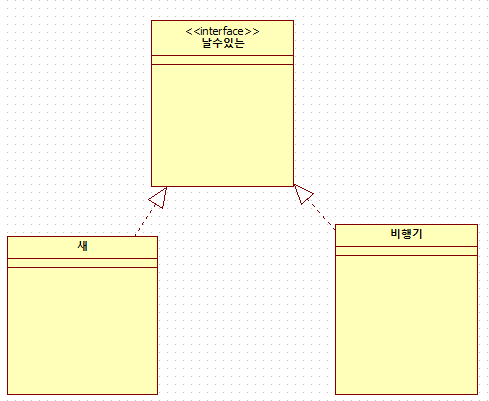 <<interface>>
날수있는
새
비행기